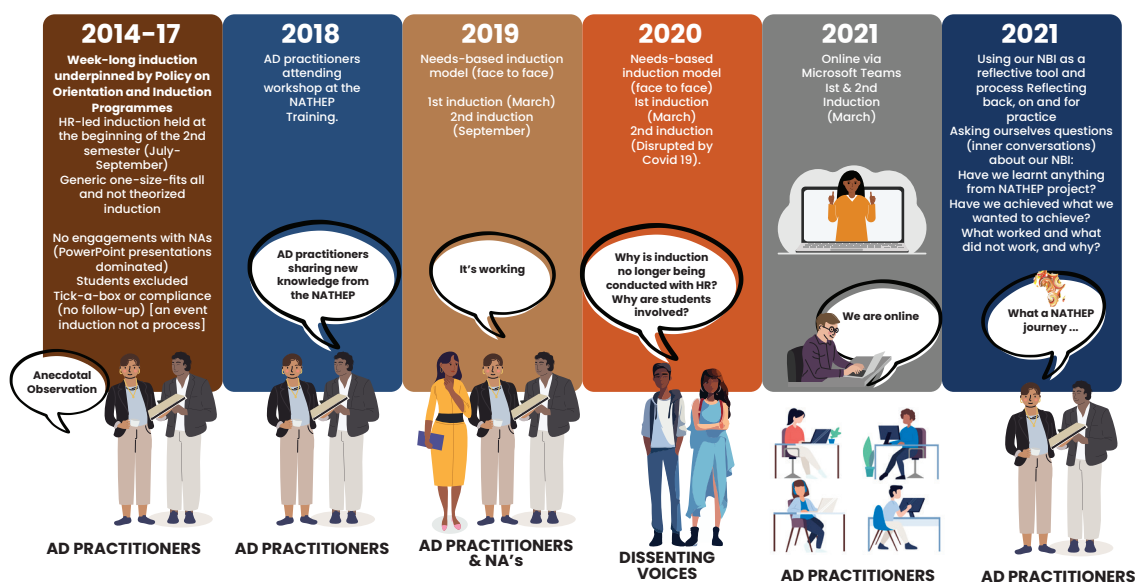 2014-17
Week-long induction
underpinned by Policy on
Orientation and Induction
Programmes
HR-led induction held at
the beginning of the 2nd
semester (July-
September)
Generic one-size-fits all
and not theorized
induction
No engagements with NAs
(PowerPoint presentations
dominated)
Students excluded
Tick-a-box or compliance
(no follow-up) [an event
induction not a process]
Anecdotal
Observation
AD PRACTITIONERS
2018
AD practitioners
attending
workshop at the
NATHEP
Training.
AD practitioners
sharing new
knowledge from
the NATHEP
AD PRACTITIONERS
2019
Needs-based induction
model (face to face)
1st induction (March)
2nd induction
(September)
It's working
AD PRACTITIONERS
& NA's
2020
Needs-based
induction model
(face to face)
1st induction
(March)
2nd induction
(Disrupted by
Covid 19).
Why is induction
no longer being
conducted with HR?
Why are students
involved?
DISSENTING
VOICES
2021
Online via
Microsoft Teams
Ist & 2nd
Induction
(March)
We are online
AD PRACTITIONERS
2021
Using our NBI as a
reflective tool and
process Reflecting
back, on and for
practice
Asking ourselves questions
(inner conversations)
about our NBI:
Have we learnt anything
from NATHEP project?
Have we achieved what we
wanted to achieve?
What worked and what
did not work, and why?
What a NATHEP
journey ...
AD PRACTITIONERS